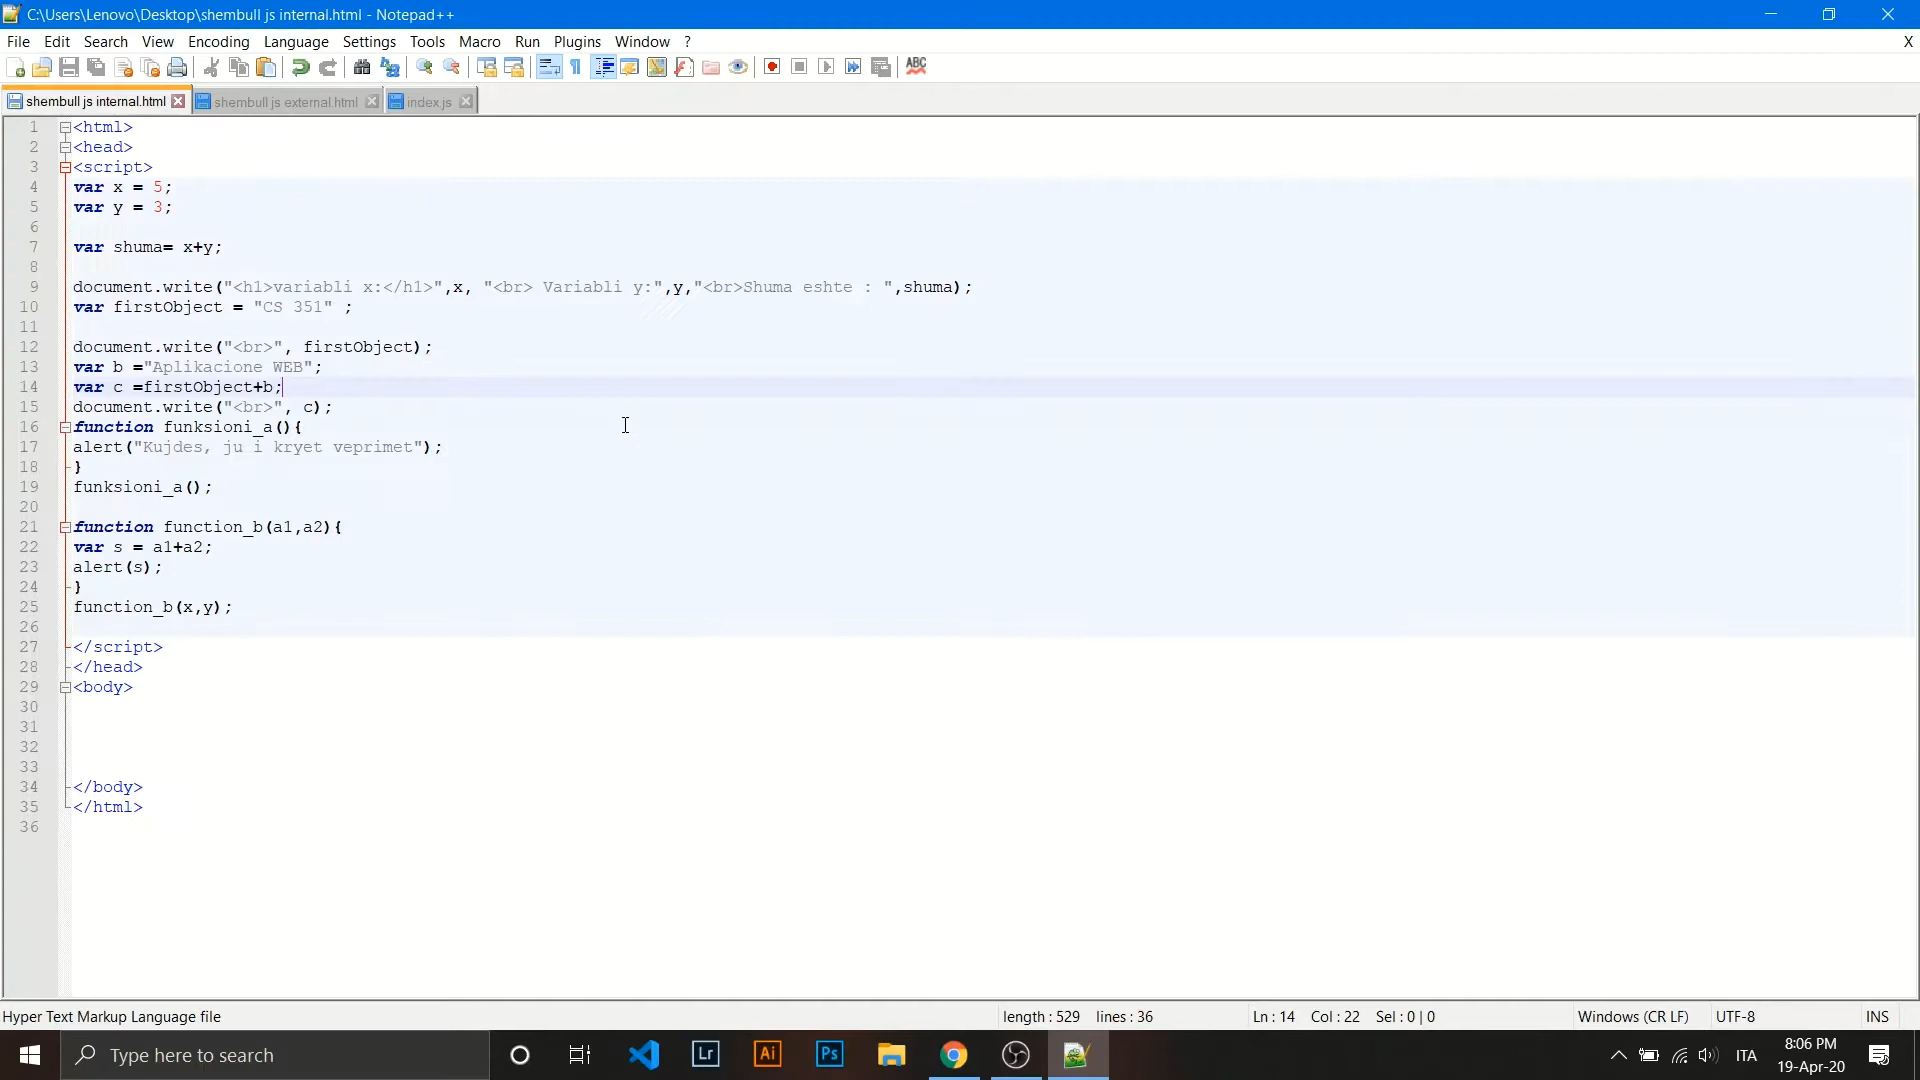 C:\Users\Lenovo\Desktop\shembull js internal.html - Notepad++
File Edit Search View Encoding Language Settings Tools Macro Run Plugins Window ? X
ABC
shembull js internal.html shembull js external.html index.js
1 <html>
2 <head>
3 <script>
4 var x = 5;
5 var y = 3;
6
7 var shuma= x+y;
8
9 document.write("<h1>variabli x:</h1>",x, "<br> Variabli y:",y,"<br>Shuma eshte : ",shuma);
10 var firstObject = "CS 351" ;
11
12 document.write("<br>", firstObject);
13 var b ="Aplikacione WEB";
14 var c =firstObject+b;
15 document.write("<br>", c);
16 function funksioni_a(){
17 alert("Kujdes, ju i kryet veprimet");
18 }
19 funksioni_a();
20
21 function function_b(a1,a2){
22 var s = a1+a2;
23 alert(s);
24 }
25 function_b(x,y);
26
27 </script>
28 </head>
29 <body>
30
31
32
33
34 </body>
35 </html>
36
Hyper Text Markup Language file length : 529 lines : 36 Ln : 14 Col : 22 Sel : 0 | 0 Windows (CR LF) UTF-8 INS
Type here to search Lr Ai Ps ITA 8:06 PM
19-Apr-20